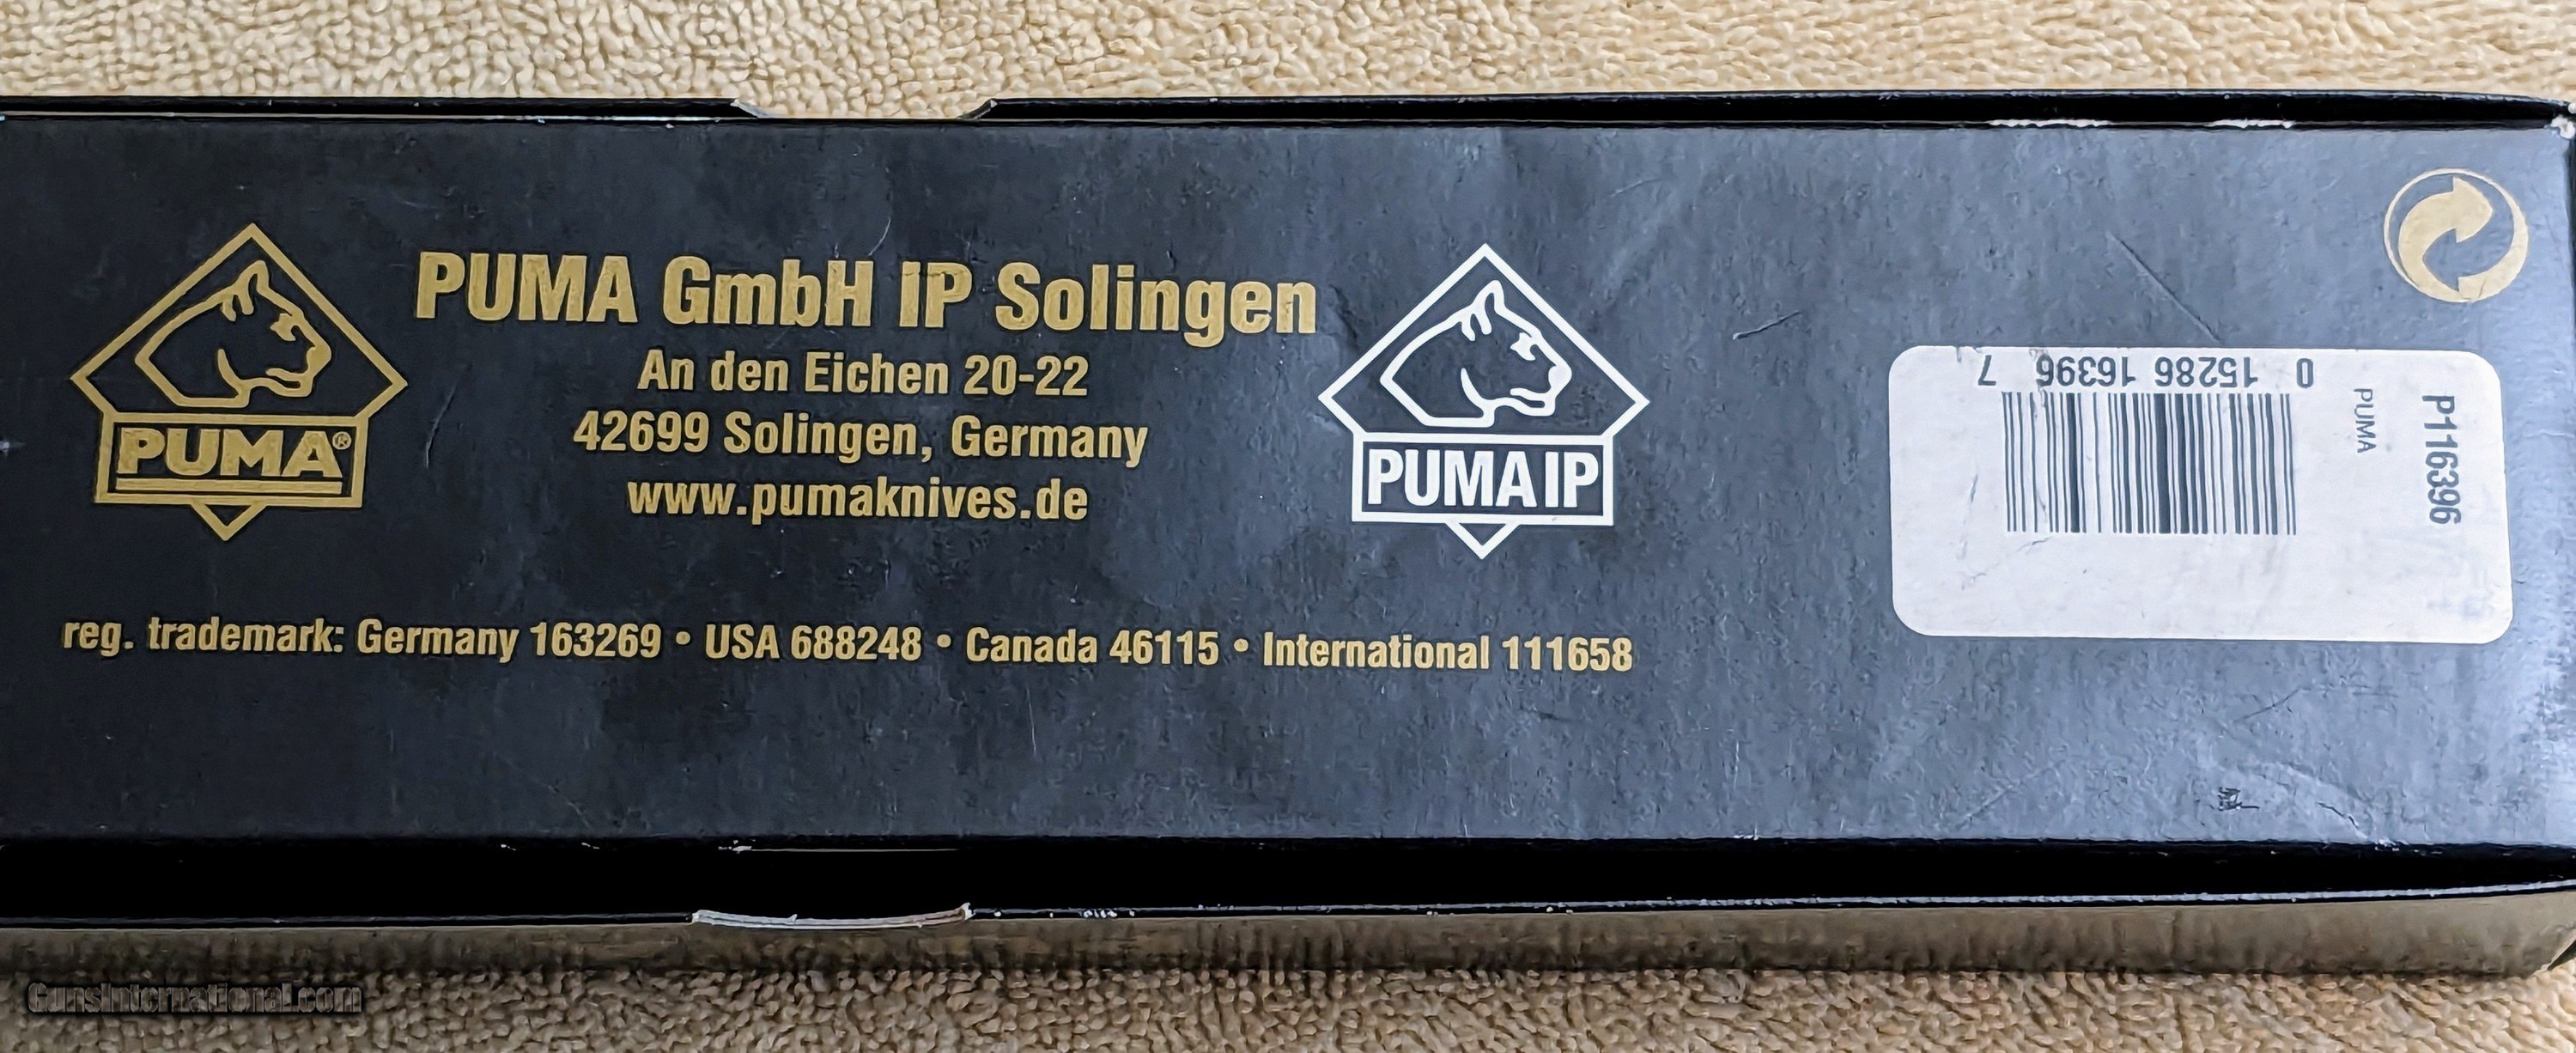 PUMA®
PUMA GmbH IP Solingen
An den Eichen 20-22
42699 Solingen, Germany
www.pumaknives.de
PUMA IP
reg. trademark: Germany 163269 • USA 688248 • Canada 46115 • International 111658
P116396
PUMA
0 15286 16396 7
GunsInternational.com